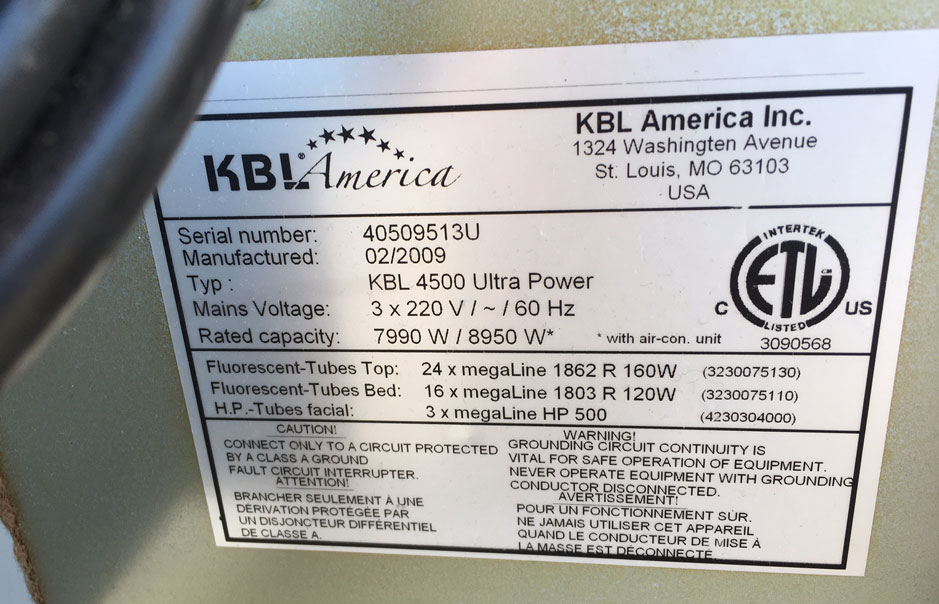 KBL America
KBL America Inc.
1324 Washingten Avenue
St. Louis, MO 63103
USA
Serial number: 40509513U
Manufactured: 02/2009
Typ : KBL 4500 Ultra Power
Mains Voltage: 3 x 220 V / ~ / 60 Hz
Rated capacity: 7990 W / 8950 W* * with air-con. unit
INTERTEK
ETL CM
C US
LISTED
3090568
Fluorescent-Tubes Top: 24 x megaLine 1862 R 160W (3230075130)
Fluorescent-Tubes Bed: 16 x megaLine 1803 R 120W (3230075110)
H.P.-Tubes facial: 3 x megaLine HP 500 (4230304000)
CAUTION!
CONNECT ONLY TO A CIRCUIT PROTECTED
BY A CLASS A GROUND
FAULT CIRCUIT INTERRUPTER.
ATTENTION!
BRANCHER SEULEMENT À UNE
DÉRIVATION PROTÉGÉE PAR
UN DISJONCTEUR DIFFÉRENTIEL
DE CLASSE A.
WARNING!
GROUNDING CIRCUIT CONTINUITY IS
VITAL FOR SAFE OPERATION OF EQUIPMENT.
NEVER OPERATE EQUIPMENT WITH GROUNDING
CONDUCTOR DISCONNECTED.
AVERTISSEMENT!
POUR UN FONCTIONNEMENT SÛR.
NE JAMAIS UTILISER CET APPAREIL
QUAND LE CONDUCTEUR DE MISE À
LA MASSE EST DÉCONNECTÉ